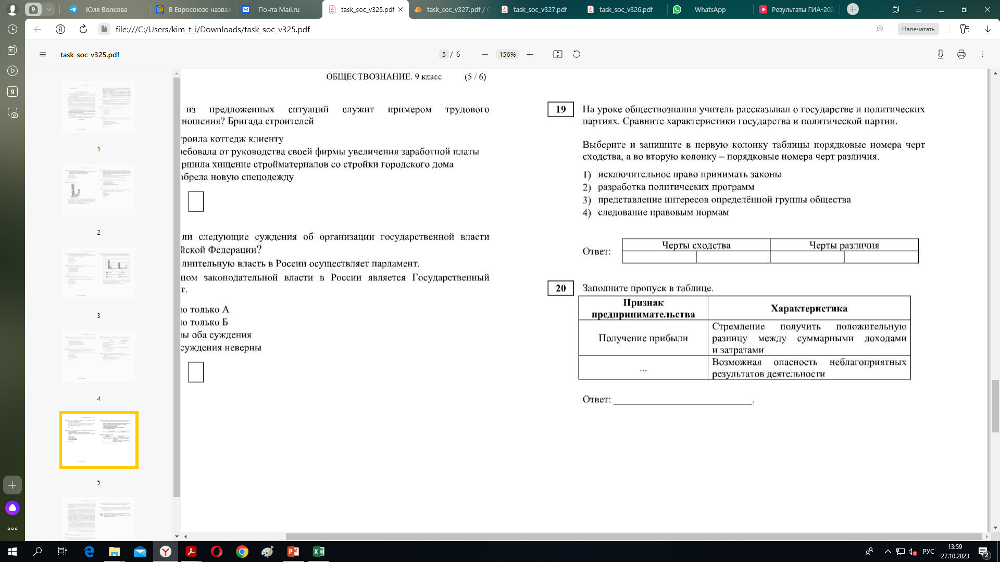 9
Юля Волкова
В Евросоюзе назвал
Почта Mail.ru
task_soc_v325.pdf
task_soc_v327.pdf / О
task_soc_v327.pdf
task_soc_v326.pdf
WhatsApp
Результаты ГИА-202
file:///C:/Users/kim_t_i/Downloads/task_soc_v325.pdf
Напечатать
9
task_soc_v325.pdf
5 / 6
156%
1
2
3
4
5
ОБЩЕСТВОЗНАНИЕ. 9 класс (5 / 6)
из предложенных ситуаций служит примером трудового
ношения? Бригада строителей
троила коттедж клиенту
ребовала от руководства своей фирмы увеличения заработной платы
ершила хищение стройматериалов со стройки городского дома
обрела новую спецодежду
ли следующие суждения об организации государственной власти
йской Федерации?
лнительную власть в России осуществляет парламент.
ном законодательной власти в России является Государственный
т.
но только А
но только Б
ны оба суждения
суждения неверны
19 На уроке обществознания учитель рассказывал о государстве и политических
партиях. Сравните характеристики государства и политической партии.
Выберите и запишите в первую колонку таблицы порядковые номера черт
сходства, а во вторую колонку – порядковые номера черт различия.
1) исключительное право принимать законы
2) разработка политических программ
3) представление интересов определённой группы общества
4) следование правовым нормам
Черты сходства Черты различия
Ответ:
20 Заполните пропуск в таблице.
Признак
предпринимательства
Характеристика
Получение прибыли
Стремление получить положительную
разницу между суммарными доходами
и затратами
...
Возможная опасность неблагоприятных
результатов деятельности
Ответ: ____________________________.
РУС
13:59
27.10.2023
2